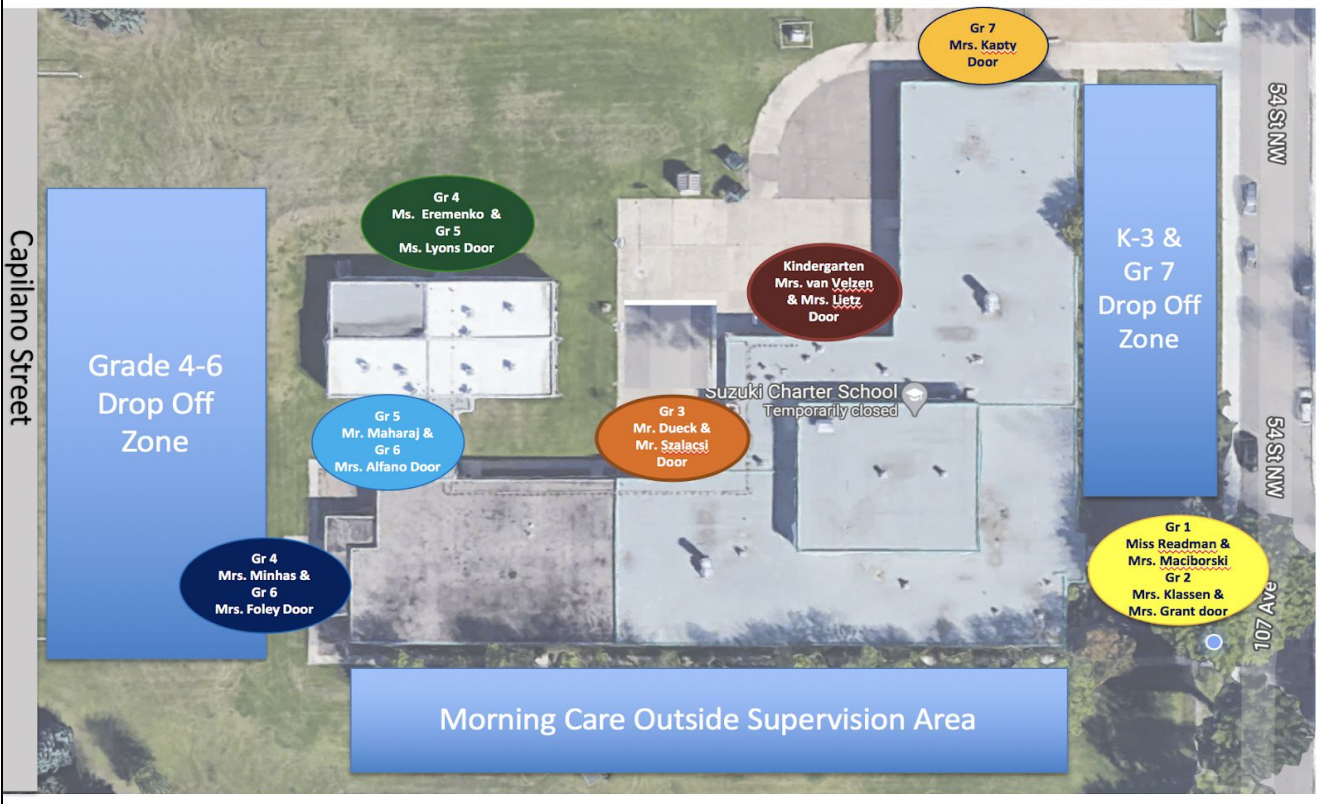 Gr 7
Mrs. Kapty
Door
54 St NW
K-3 &
Gr 7
Drop Off
Zone
Gr 4
Ms. Eremenko &
Gr 5
Ms. Lyons Door
Kindergarten
Mrs. van Velzen
& Mrs. Lietz
Door
Capilano Street
Grade 4-6
Drop Off
Zone
Suzuki Charter School
Temporarily closed
Gr 5
Mr. Maharaj &
Gr 6
Mrs. Alfano Door
Gr 3
Mr. Dueck &
Mr. Szalacsi
Door
54 St NW
Gr 4
Mrs. Minhas &
Gr 6
Mrs. Foley Door
Gr 1
Miss Readman &
Mrs. Maciborski
Gr 2
Mrs. Klassen &
Mrs. Grant door
107 Ave
Morning Care Outside Supervision Area